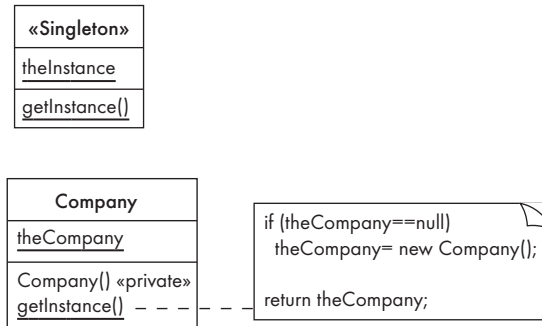 «Singleton»
theInstance
getInstance()
Company
theCompany
Company() «private»
getInstance()
if (theCompany==null)
theCompany= new Company();
return theCompany;